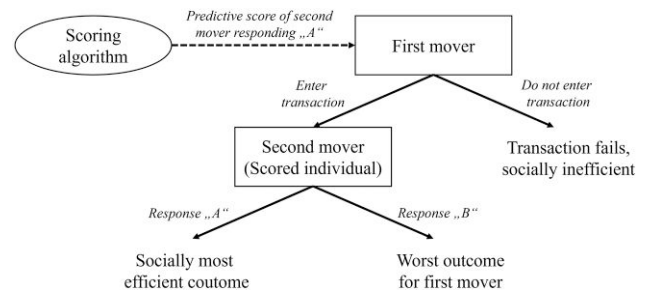 Scoring
algorithm
Predictive score of second
mover responding „A“
First mover
Enter
transaction
Do not enter
transaction
Second mover
(Scored individual)
Transaction fails,
socially inefficient
Response „A“
Response „B“
Socially most
efficient coutome
Worst outcome
for first mover